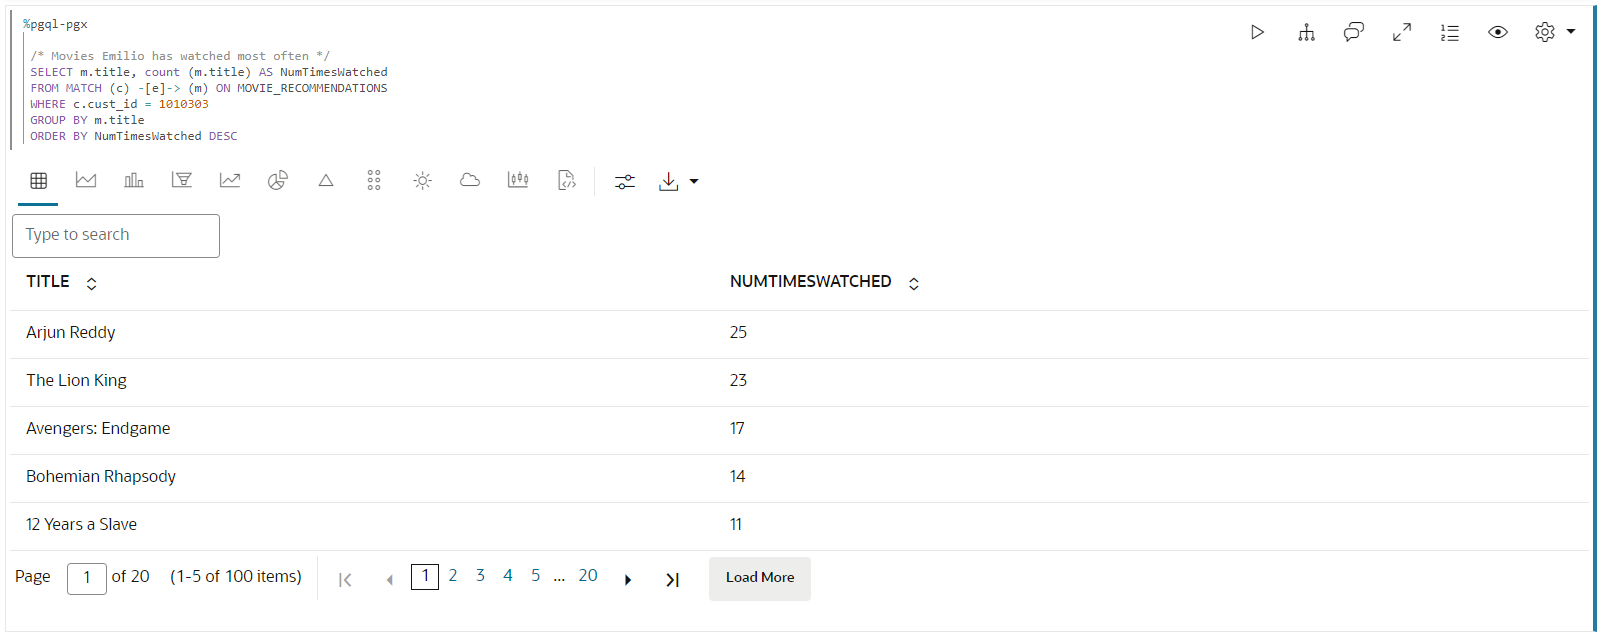 %pgql-pgx
/* Movies Emilio has watched most often */
SELECT m.title, count (m.title) AS NumTimesWatched
FROM MATCH (c) -[e]-> (m) ON MOVIE_RECOMMENDATIONS
WHERE c.cust_id = 1010303
GROUP BY m.title
ORDER BY NumTimesWatched DESC
Type to search
TITLE NUMTIMESWATCHED
Arjun Reddy 25
The Lion King 23
Avengers: Endgame 17
Bohemian Rhapsody 14
12 Years a Slave 11
Page 1 of 20 (1-5 of 100 items) 1 2 3 4 5 ... 20 Load More